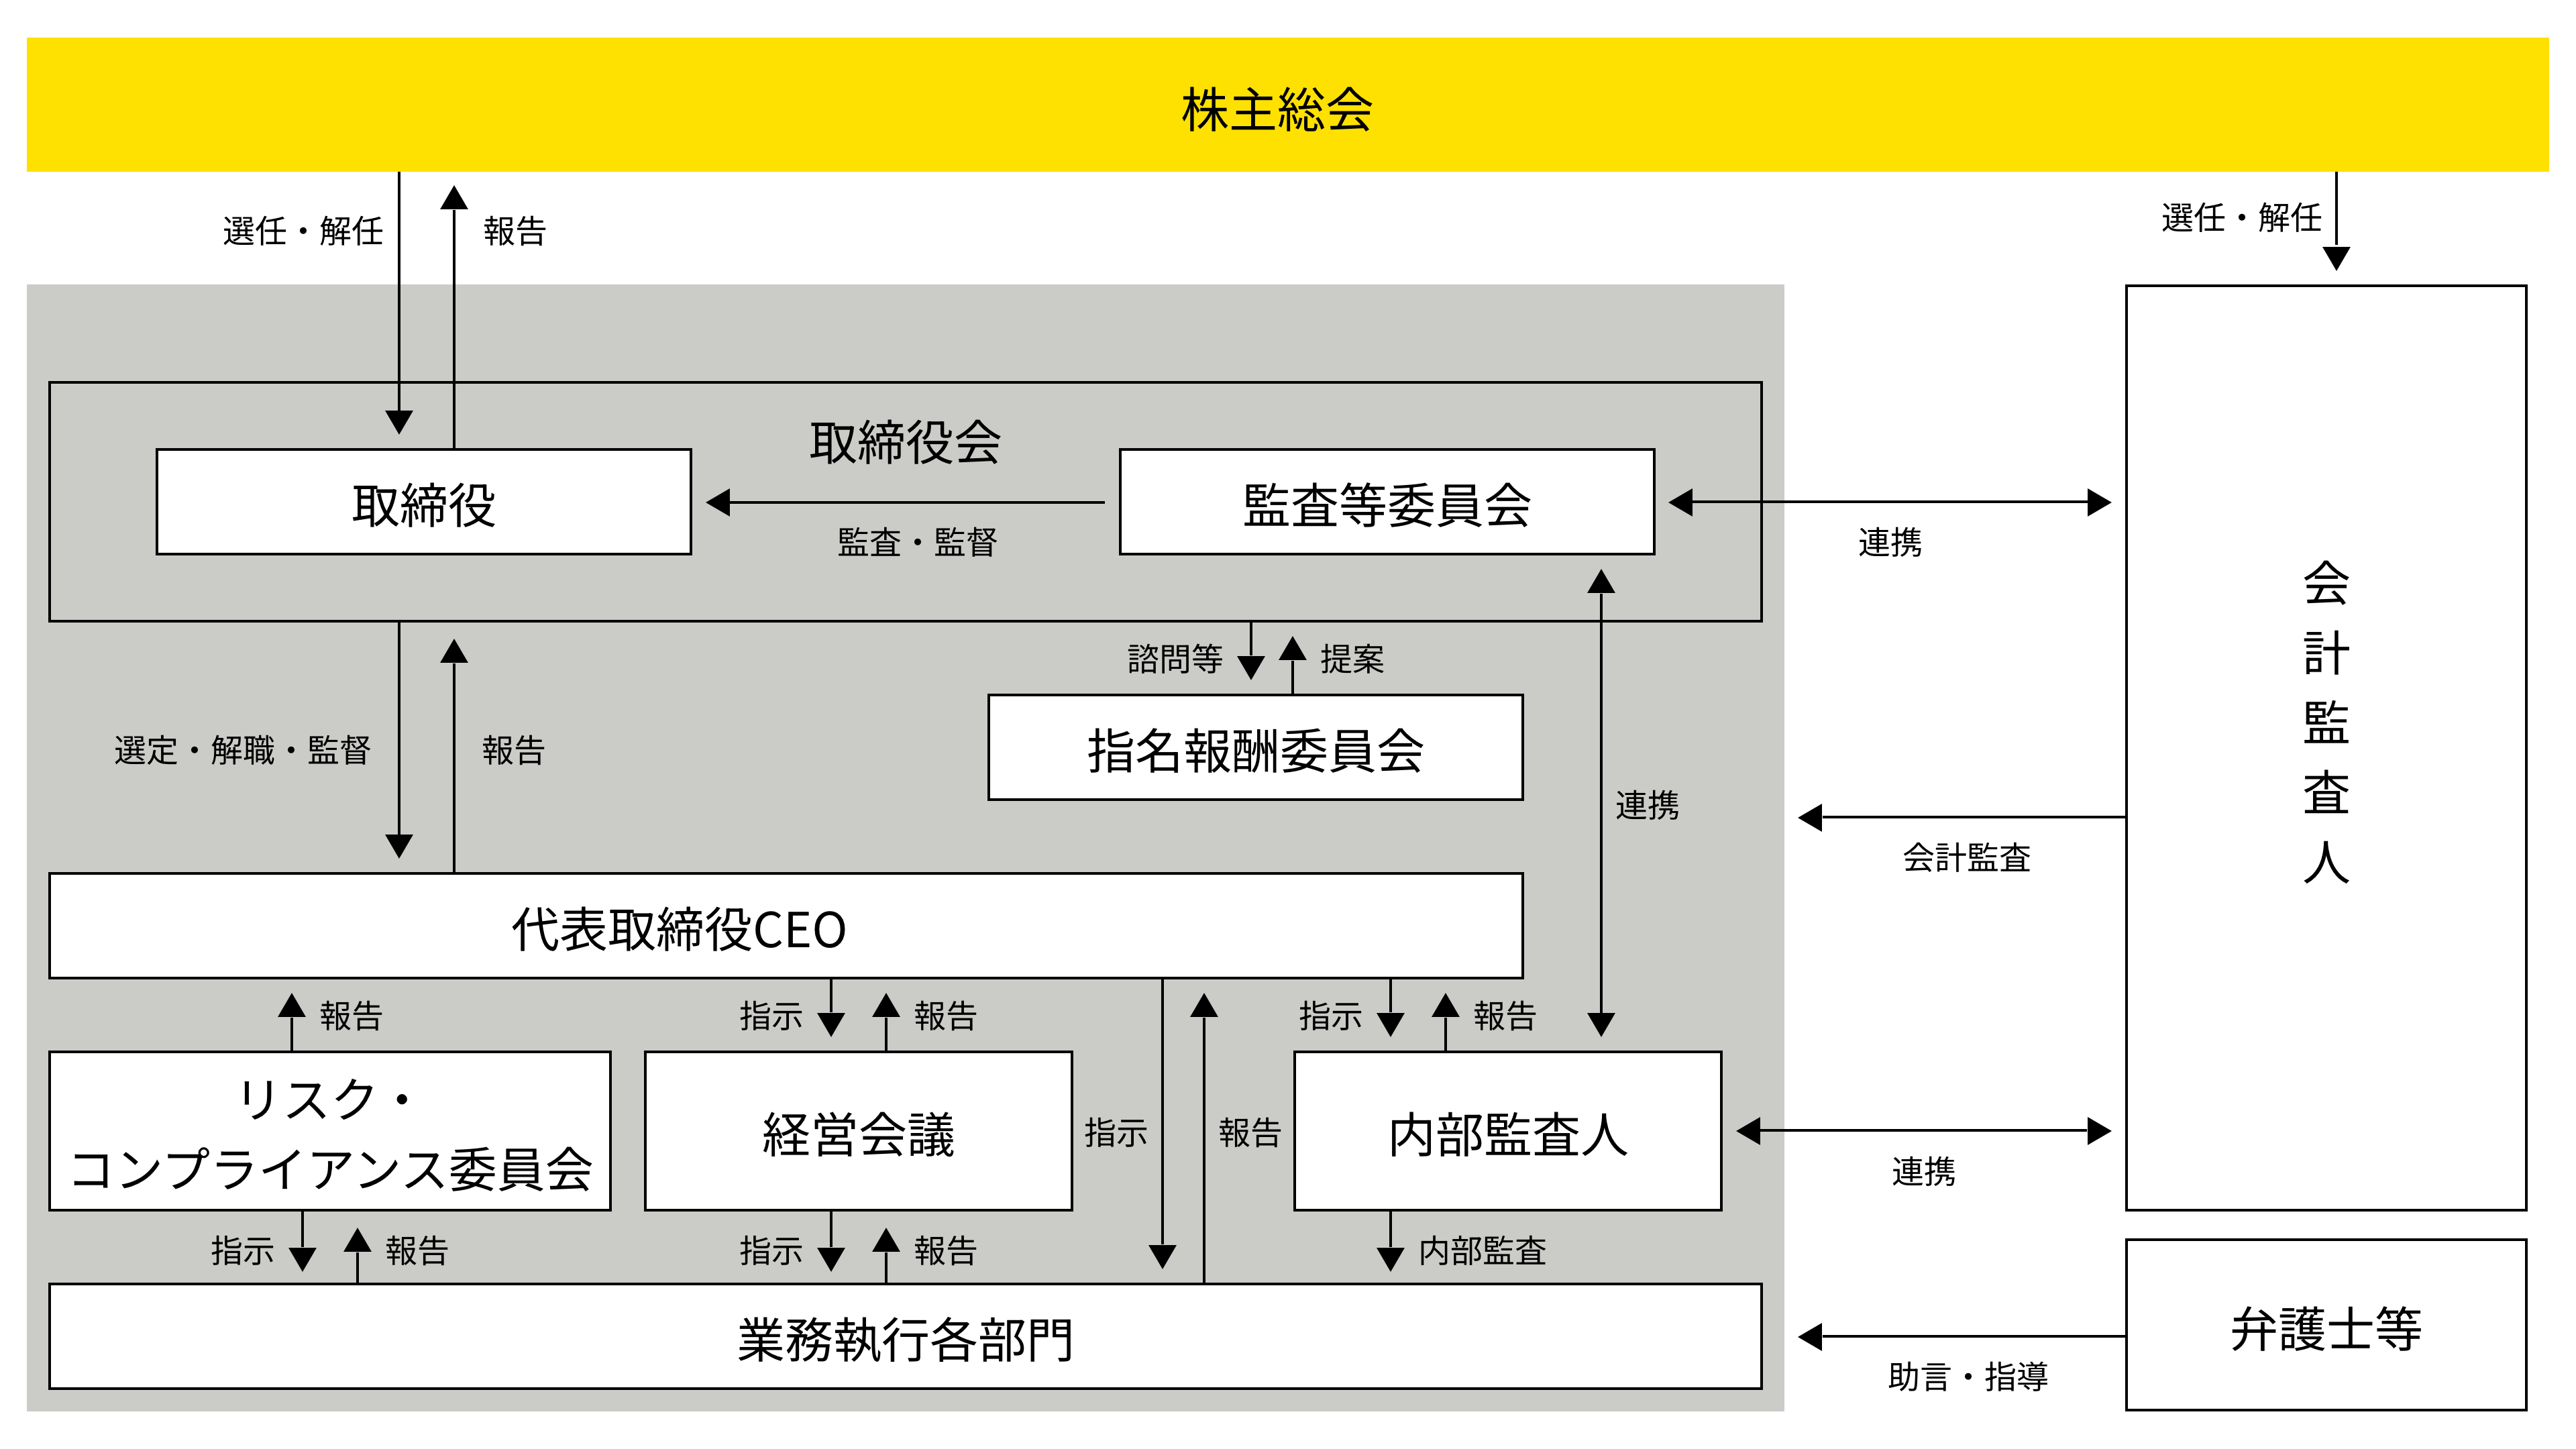 株主総会
選任・解任
報告
選任・解任
取締役会
取締役
監査等委員会
監査・監督
連携
会計監査人
諮問等
提案
指名報酬委員会
選定・解職・監督
報告
連携
会計監査
代表取締役CEO
報告
指示
報告
指示
報告
リスク・
コンプライアンス委員会
経営会議
指示
報告
内部監査人
連携
指示
報告
指示
報告
内部監査
業務執行各部門
弁護士等
助言・指導